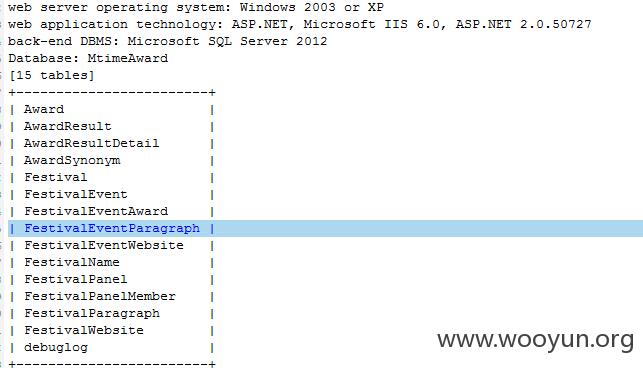 web server operating system: Windows 2003 or XP
web application technology: ASP.NET, Microsoft IIS 6.0, ASP.NET 2.0.50727
back-end DBMS: Microsoft SQL Server 2012
Database: MtimeAward
[15 tables]
+------------------------+
| Award |
| AwardResult |
| AwardResultDetail |
| AwardSynonym |
| Festival |
| FestivalEvent |
| FestivalEventAward |
| FestivalEventParagraph |
| FestivalEventWebsite |
| FestivalName |
| FestivalPanel |
| FestivalPanelMember |
| FestivalParagraph |
| FestivalWebsite |
| debuglog |
+------------------------+
www.wooyun.org